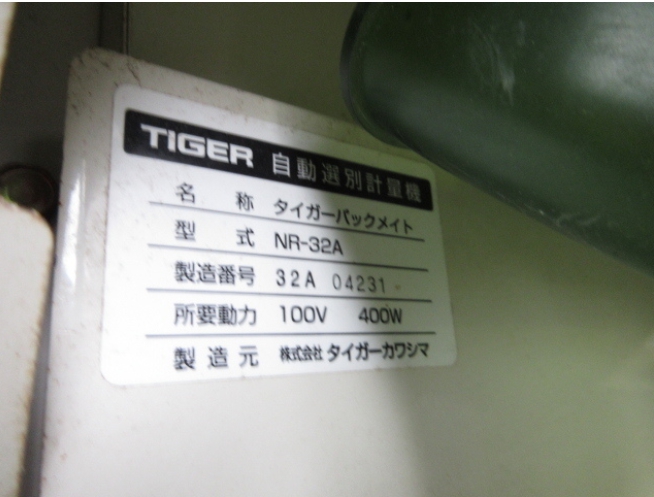 TIGER 自動選別計量機
名 称 タイガーパックメイト
型 式 NR-32A
製造番号 32A 04231
所要動力 100V 400W
製造元 株式会社 タイガーカワシマ